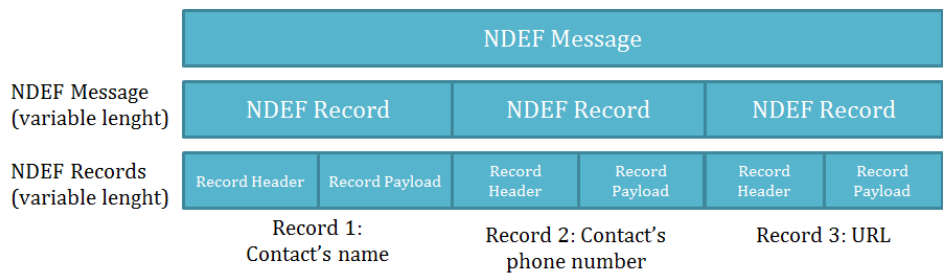 NDEF Message
NDEF Message
(variable lenght)
NDEF Record
NDEF Record
NDEF Record
NDEF Records
(variable lenght)
Record Header
Record Payload
Record
Header
Record
Payload
Record
Header
Record
Payload
Record 1:
Contact's name
Record 2: Contact's
phone number
Record 3: URL